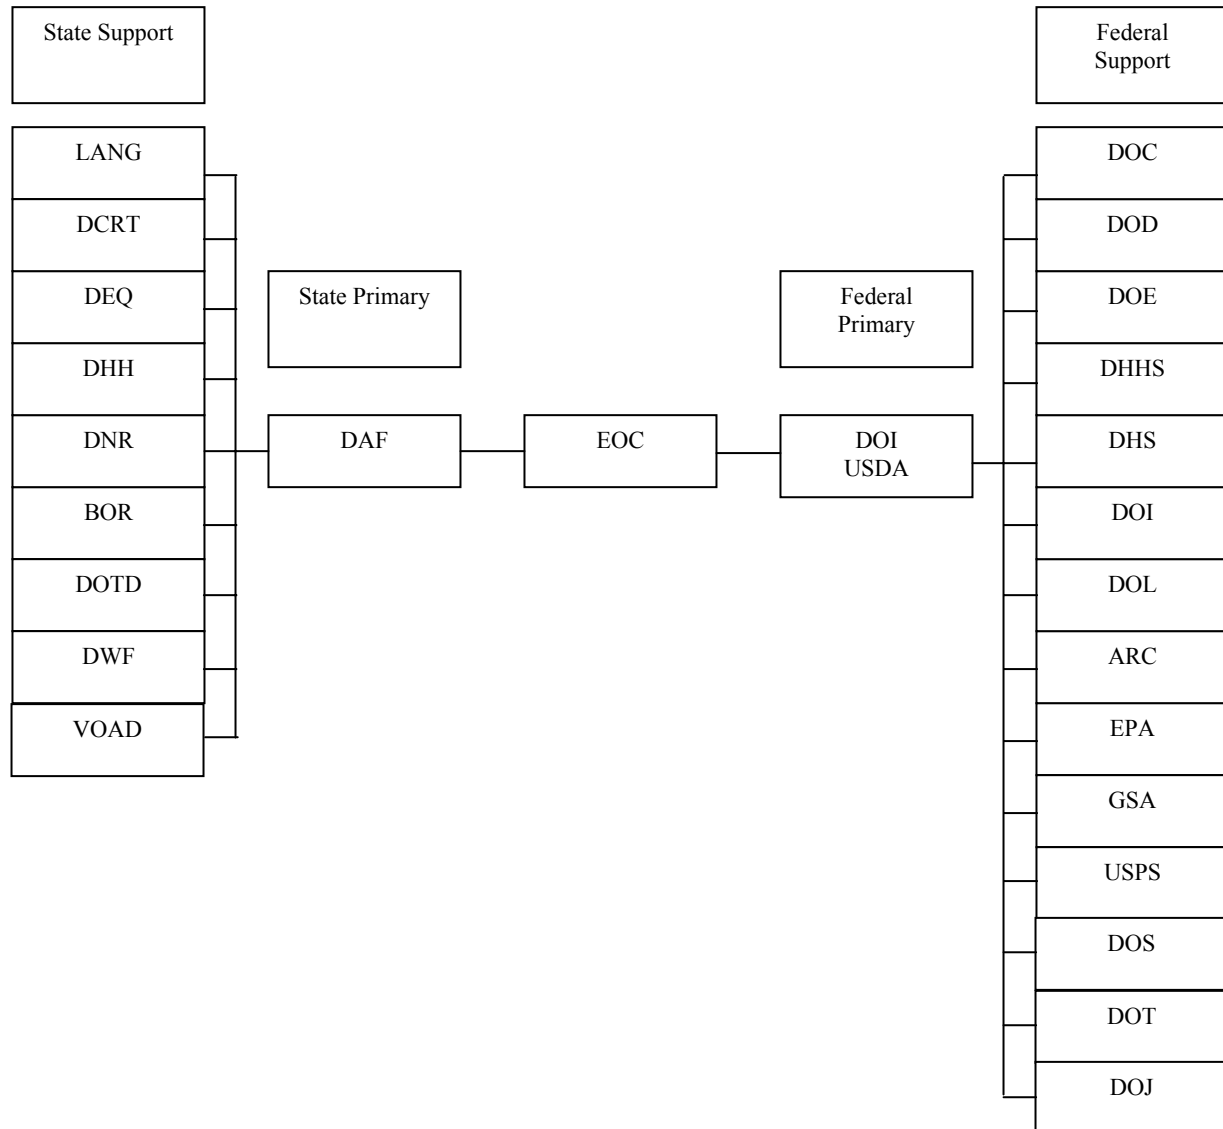 State Support
Federal
Support
LANG
DCRT
DEQ
DHH
DNR
BOR
DOTD
DWF
VOAD
State Primary
DAF
EOC
Federal
Primary
DOI
USDA
DOC
DOD
DOE
DHHS
DHS
DOI
DOL
ARC
EPA
GSA
USPS
DOS
DOT
DOJ